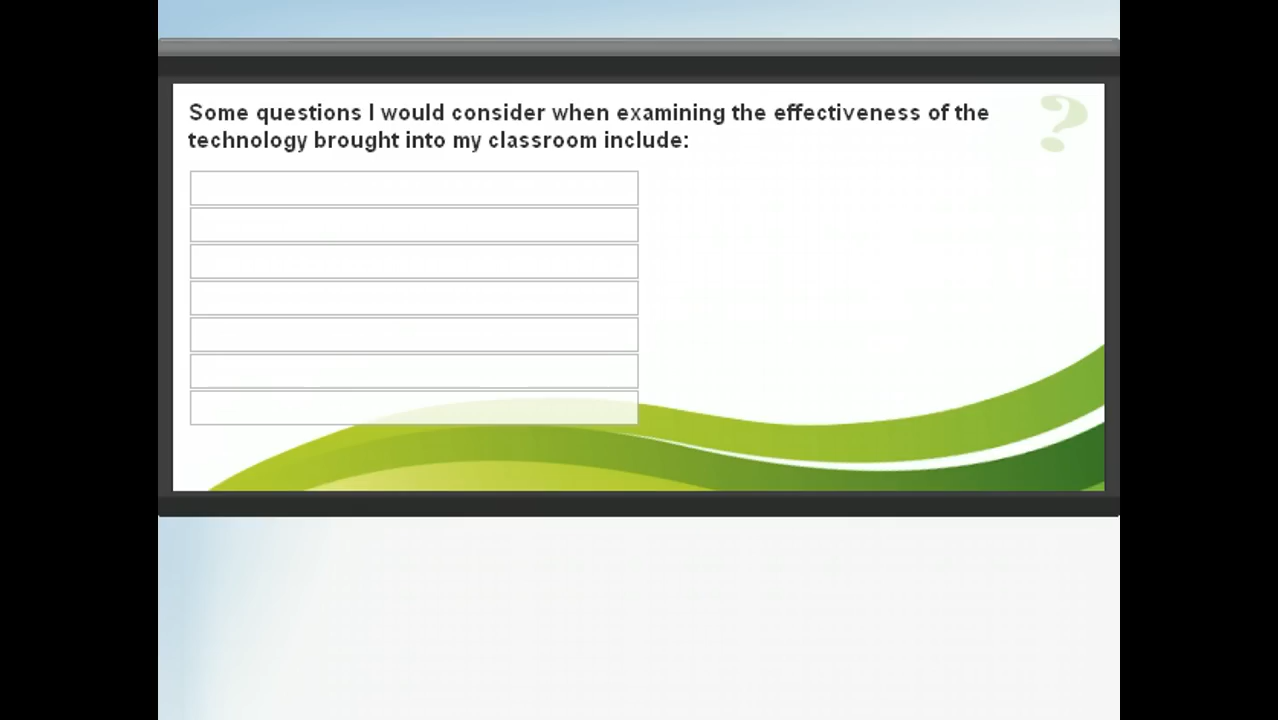 Some questions I would consider when examining the effectiveness of the
technology brought into my classroom include:
?